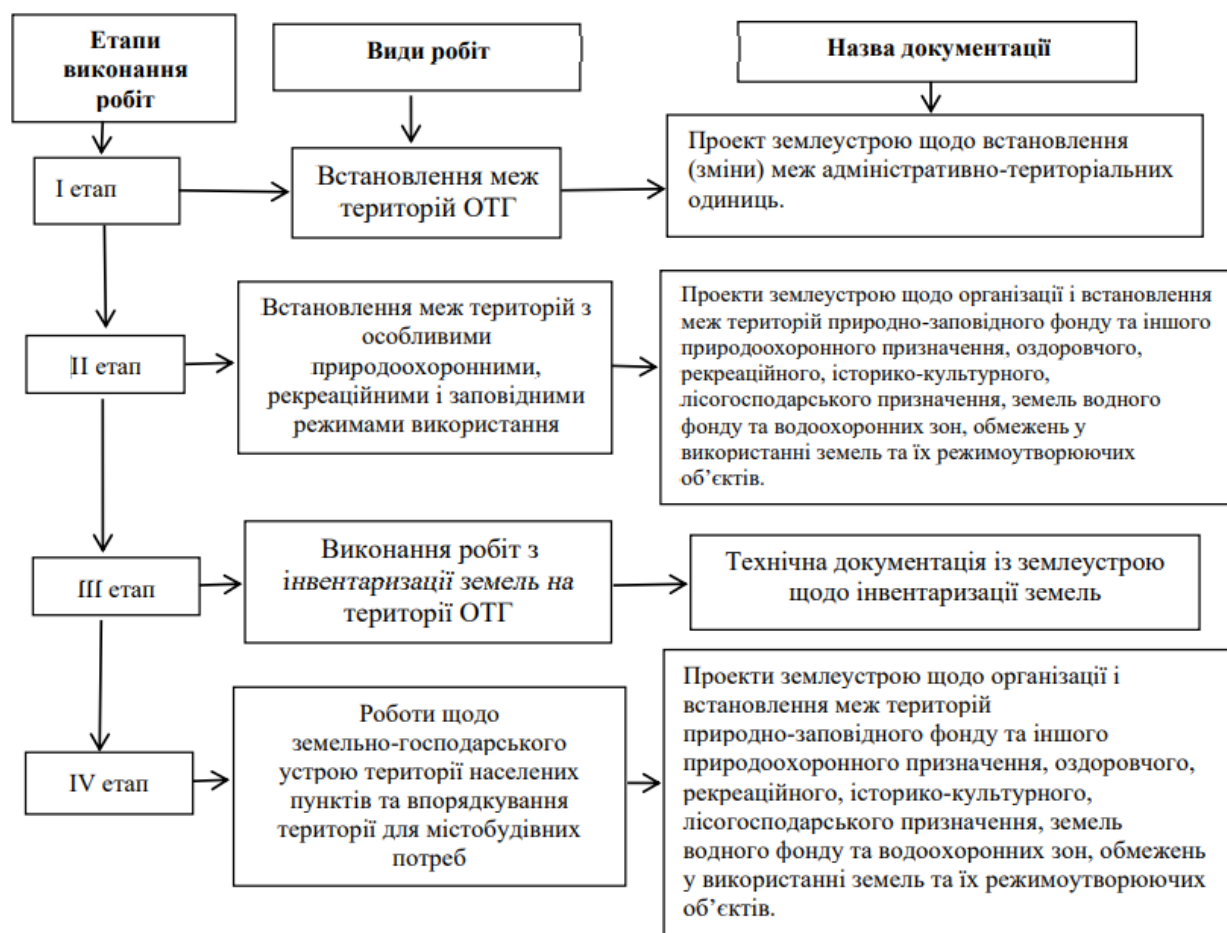 Етапи
виконання
робіт
Види робіт
Назва документації
І етап
Встановлення меж
територій ОТГ
Проект землеустрою щодо встановлення
(зміни) меж адміністративно-територіальних
одиниць.
ІІ етап
Встановлення меж територій з
особливими
природоохоронними,
рекреаційними і заповідними
режимами використання
Проекти землеустрою щодо організації і встановлення
меж територій природно-заповідного фонду та іншого
природоохоронного призначення, оздоровчого,
рекреаційного, історико-культурного,
лісогосподарського призначення, земель водного
фонду та водоохоронних зон, обмежень у
використанні земель та їх режимоутворюючих
об’єктів.
ІІІ етап
Виконання робіт з
інвентаризації земель на
території ОТГ
Технічна документація із землеустрою
щодо інвентаризації земель
IV етап
Роботи щодо
земельно-господарського
устрою території населених
пунктів та впорядкування
території для містобудівних
потреб
Проекти землеустрою щодо організації і
встановлення меж територій
природно-заповідного фонду та іншого
природоохоронного призначення, оздоровчого,
рекреаційного, історико-культурного,
лісогосподарського призначення, земель
водного фонду та водоохоронних зон, обмежень
у використанні земель та їх режимоутворюючих
об’єктів.